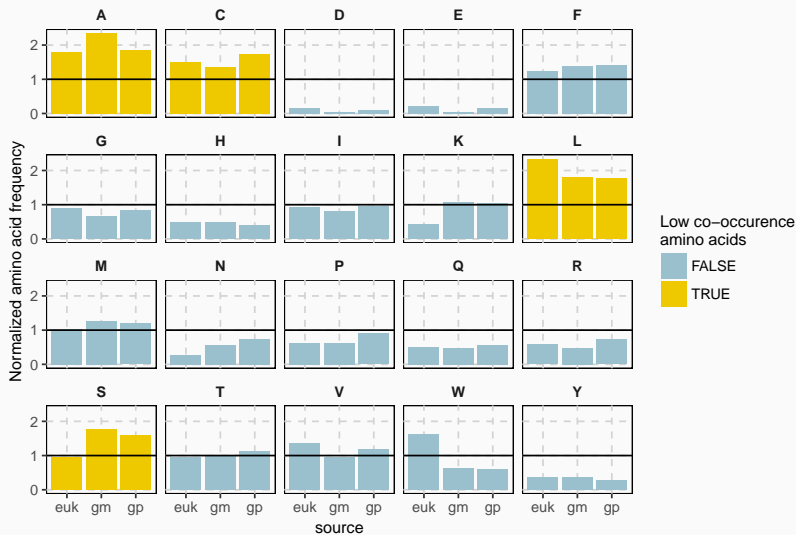 A C D E F
2
1
0
G H I K L
2
1
0
M N P Q R
2
1
0
S T V W Y
2
1
0
euk gm gp euk gm gp euk gm gp euk gm gp euk gm gp
source
Normalized amino acid frequency
Low co−occurence
amino acids
FALSE
TRUE